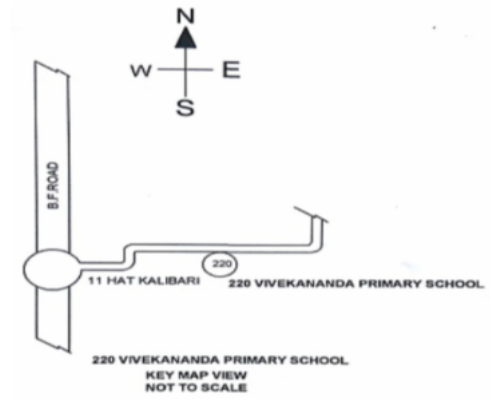 N
W E
S
B.F.ROAD
220
11 HAT KALIBARI
220 VIVEKANANDA PRIMARY SCHOOL
220 VIVEKANANDA PRIMARY SCHOOL
KEY MAP VIEW
NOT TO SCALE